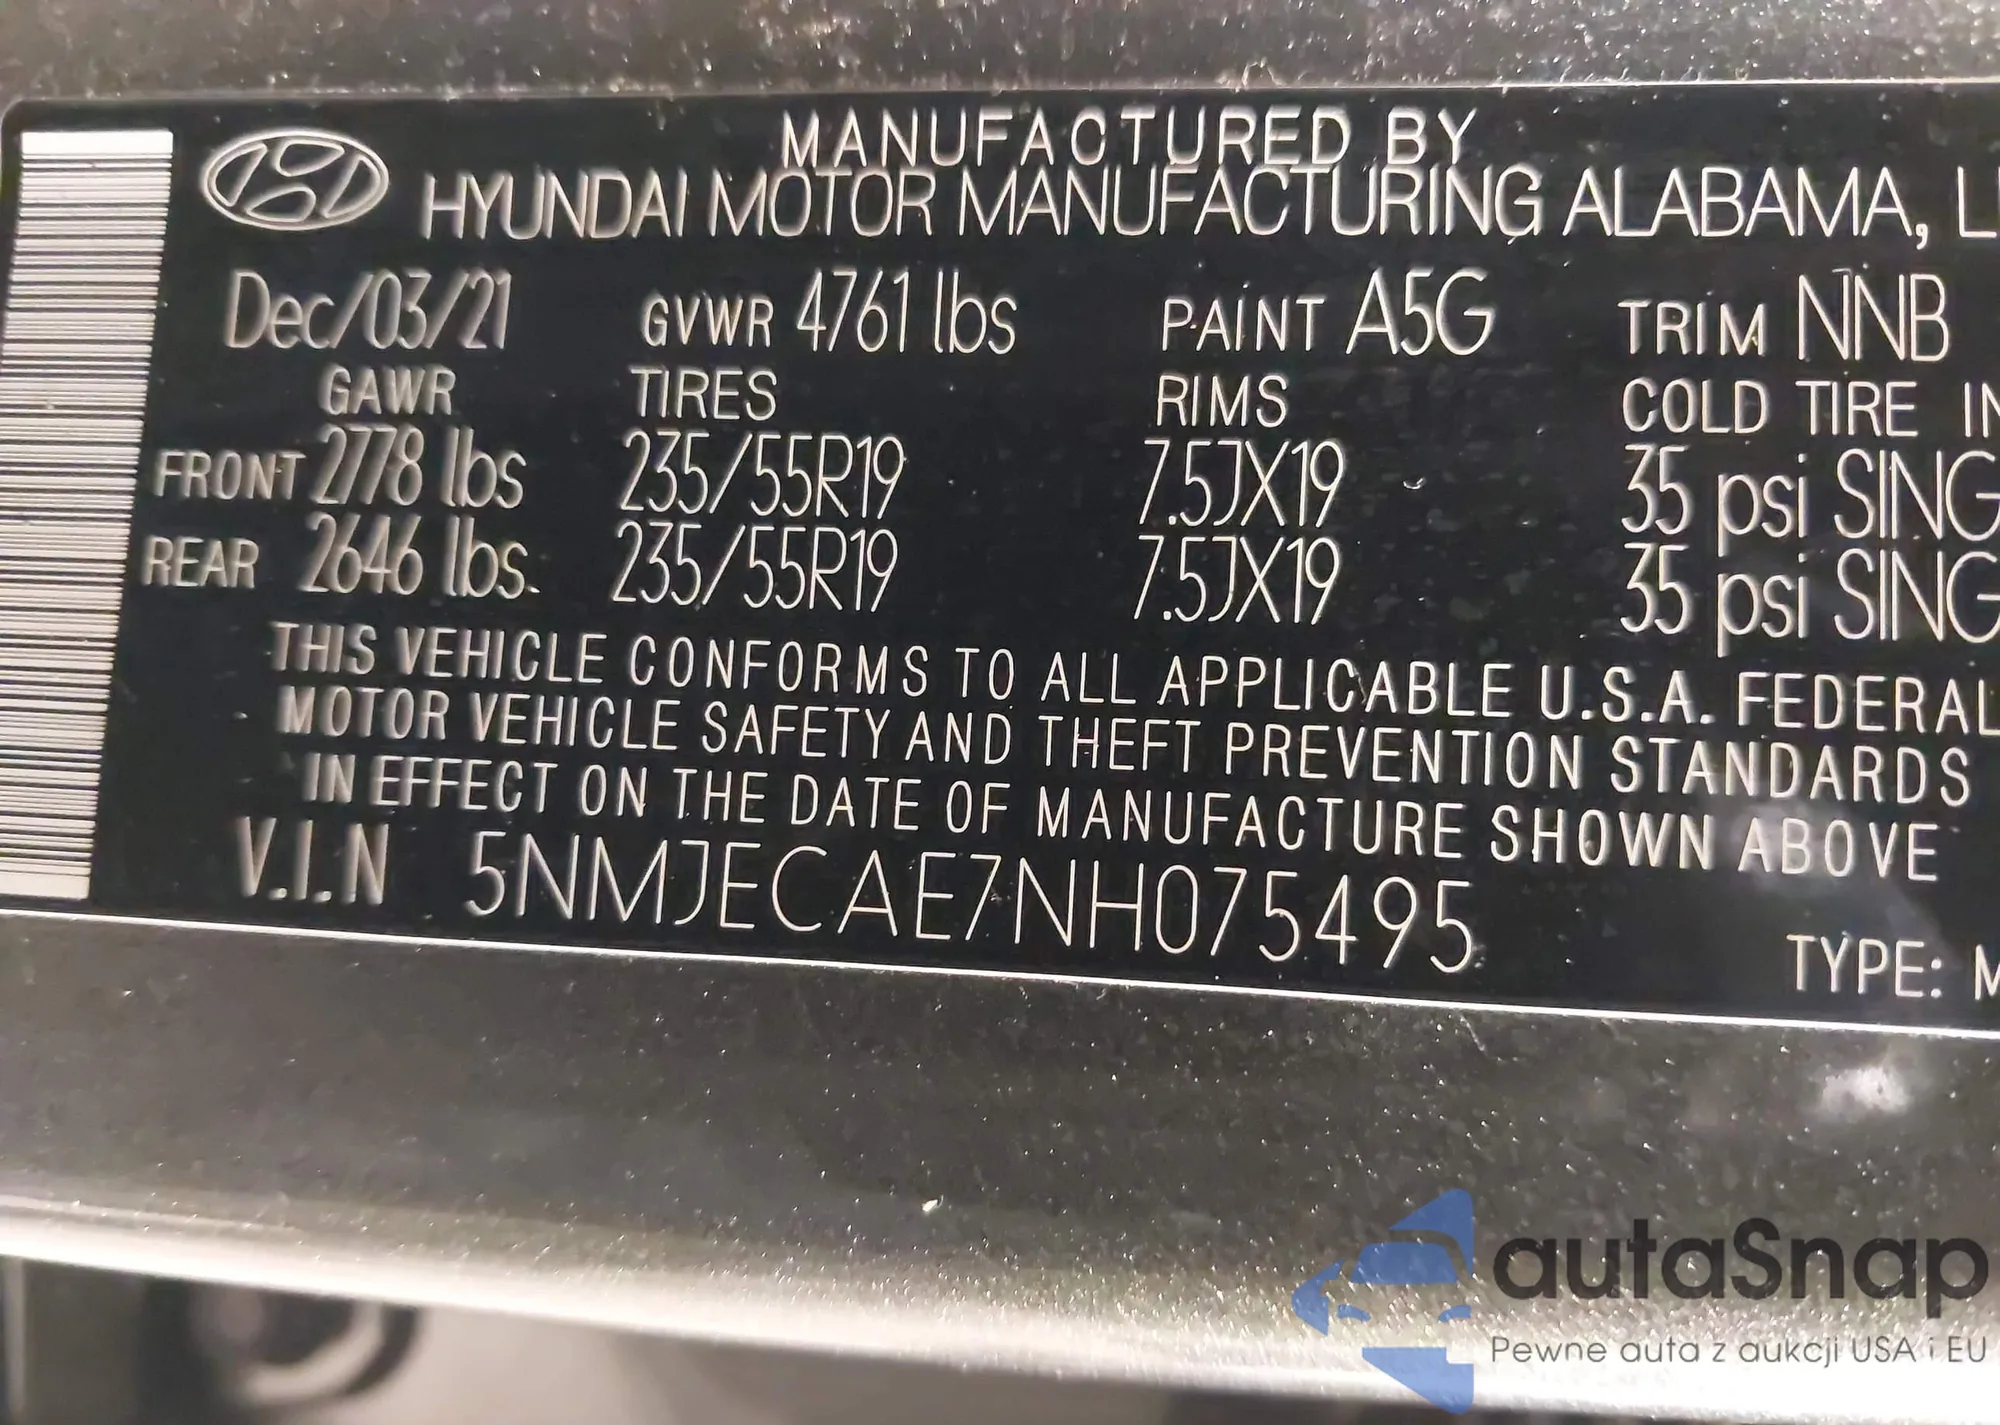 MANUFACTURED BY
HYUNDAI MOTOR MANUFACTURING ALABAMA, L
Dec/03/21 GVWR 4761 lbs PAINT A5G TRIM NNB
GAWR TIRES RIMS COLD TIRE IN
FRONT 2778 lbs 235/55R19 7.5JX19 35 psi SING
REAR 2646 lbs. 235/55R19 7.5JX19 35 psi SING
THIS VEHICLE CONFORMS TO ALL APPLICABLE U.S.A. FEDERAL
MOTOR VEHICLE SAFETY AND THEFT PREVENTION STANDARDS
IN EFFECT ON THE DATE OF MANUFACTURE SHOWN ABOVE
V.I.N 5NMJECAE7NH075495
TYPE: M
autaSnap
Pewne auta z aukcji USA i EU